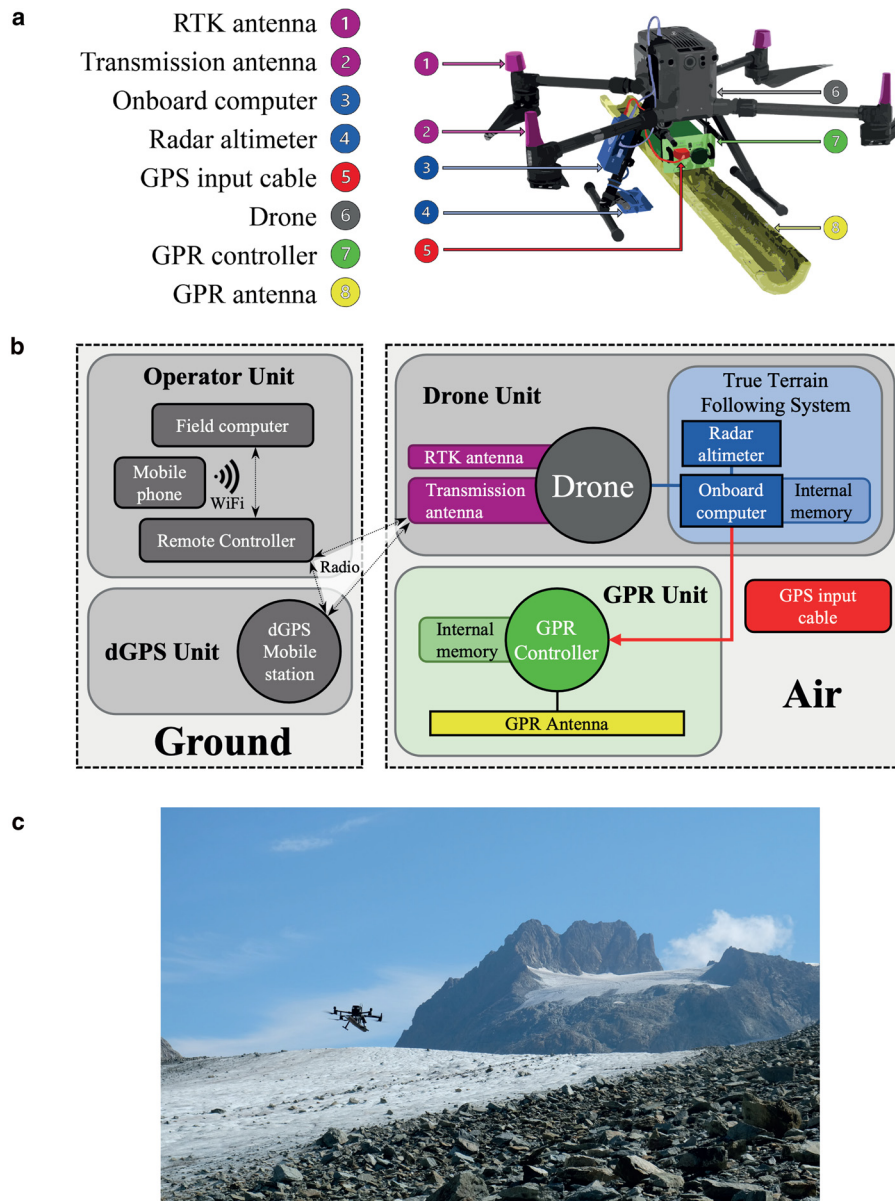 a
RTK antenna 1
Transmission antenna 2
Onboard computer 3
Radar altimeter 4
GPS input cable 5
Drone 6
GPR controller 7
GPR antenna 8
1
2
3
4
5
6
7
8
b
Operator Unit
Field computer
Mobile
phone
WiFi
Remote Controller
Radio
dGPS Unit
dGPS
Mobile
station
Ground
Drone Unit
RTK antenna
Transmission
antenna
Drone
True Terrain
Following System
Radar
altimeter
Onboard
computer
Internal
memory
GPR Unit
Internal
memory
GPR
Controller
GPR Antenna
GPS input
cable
Air
c